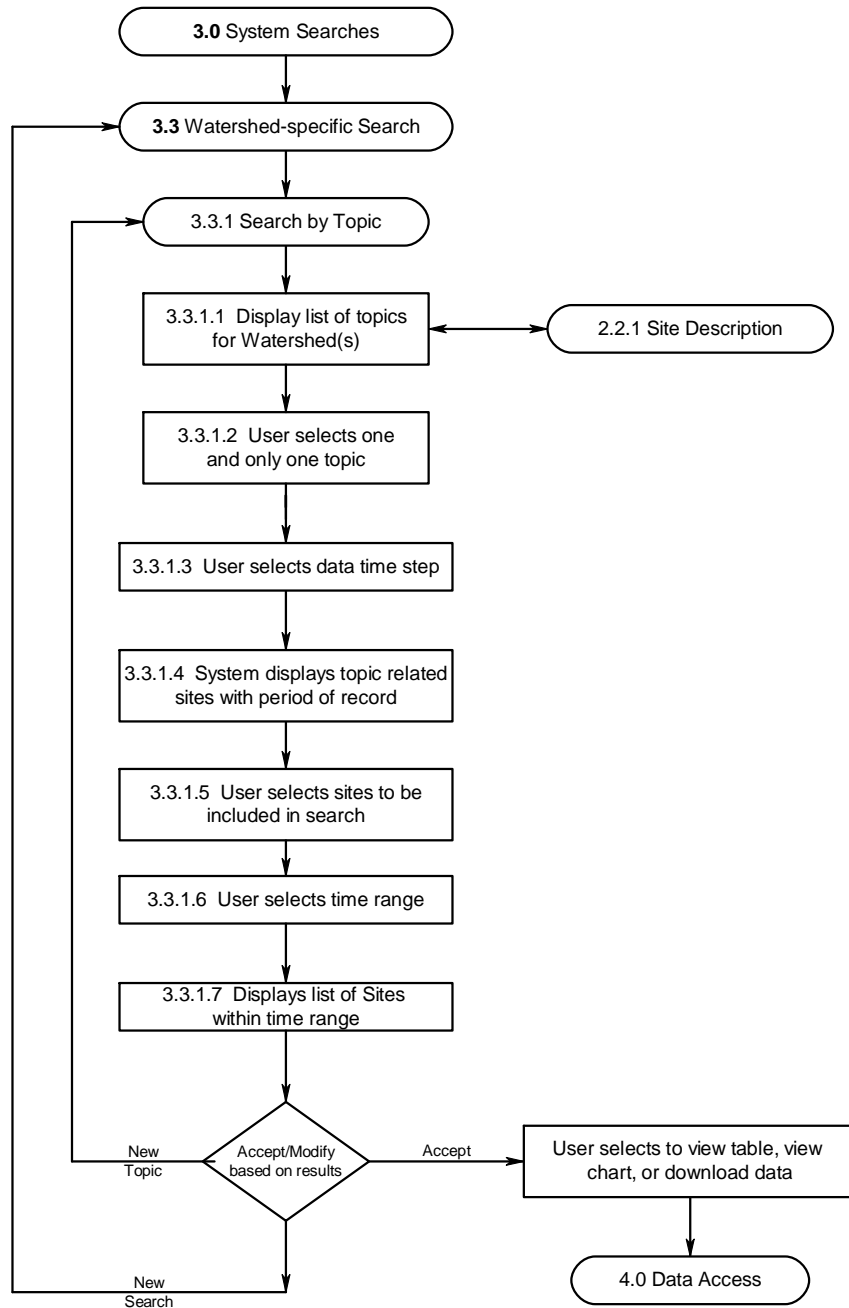 3.0 System Searches
3.3 Watershed-specific Search
3.3.1 Search by Topic
3.3.1.1 Display list of topics
for Watershed(s)
2.2.1 Site Description
3.3.1.2 User selects one
and only one topic
3.3.1.3 User selects data time step
3.3.1.4 System displays topic related
sites with period of record
3.3.1.5 User selects sites to be
included in search
3.3.1.6 User selects time range
3.3.1.7 Displays list of Sites
within time range
New
Topic
Accept/Modify
based on results
Accept
User selects to view table, view
chart, or download data
4.0 Data Access
New
Search